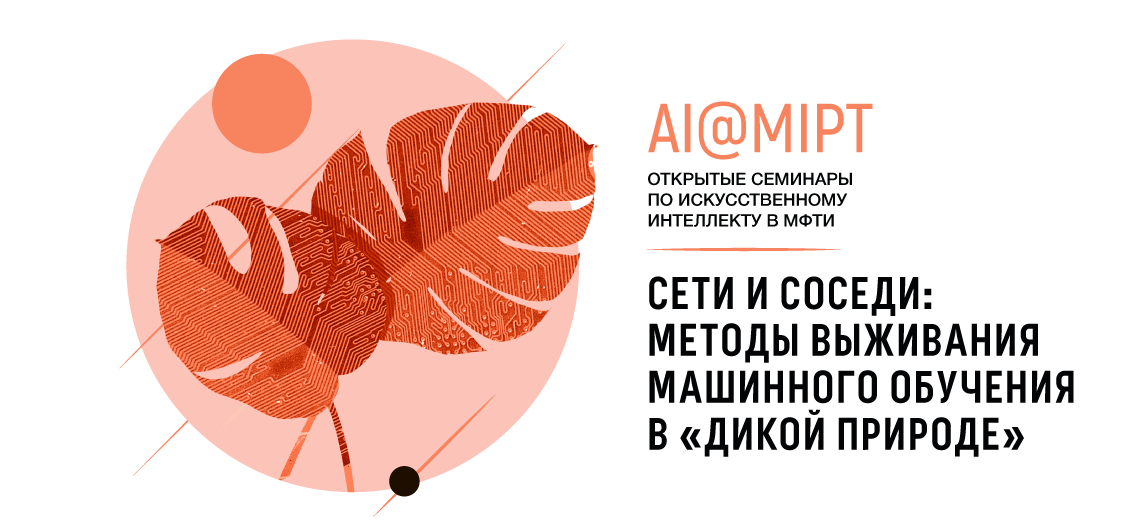 AI@MIPT
ОТКРЫТЫЕ СЕМИНАРЫ
ПО ИСКУССТВЕННОМУ
ИНТЕЛЛЕКТУ В МФТИ
СЕТИ И СОСЕДИ:
МЕТОДЫ ВЫЖИВАНИЯ
МАШИННОГО ОБУЧЕНИЯ
В «ДИКОЙ ПРИРОДЕ»